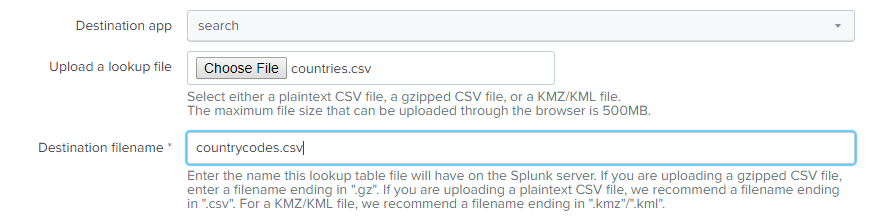 Destination app search
Upload a lookup file Choose File countries.csv
Select either a plaintext CSV file, a gzipped CSV file, or a KMZ/KML file.
The maximum file size that can be uploaded through the browser is 500MB.
Destination filename * countrycodes.csv
Enter the name this lookup table file will have on the Splunk server. If you are uploading a gzipped CSV file,
enter a filename ending in ".gz". If you are uploading a plaintext CSV file, we recommend a filename ending
in ".csv". For a KMZ/KML file, we recommend a filename ending in ".kmz"/".kml".